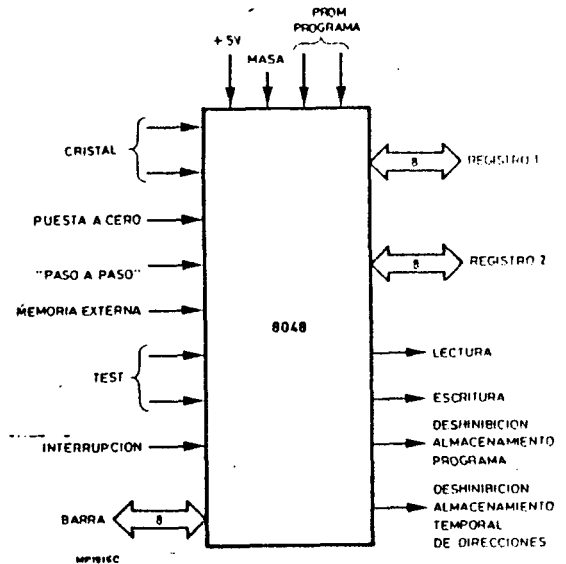 PROM
PROGRAMA
+5V
MASA
CRISTAL
PUESTA A CERO
"PASO A PASO"
MEMORIA EXTERNA
TEST
INTERRUPCION
BARRA
8
8048
8
REGISTRO 1
8
REGISTRO 2
LECTURA
ESCRITURA
DESHINIBICION
ALMACENAMIENTO
PROGRAMA
DESHINIBICION
ALMACENAMIENTO
TEMPORAL
DE DIRECCIONES